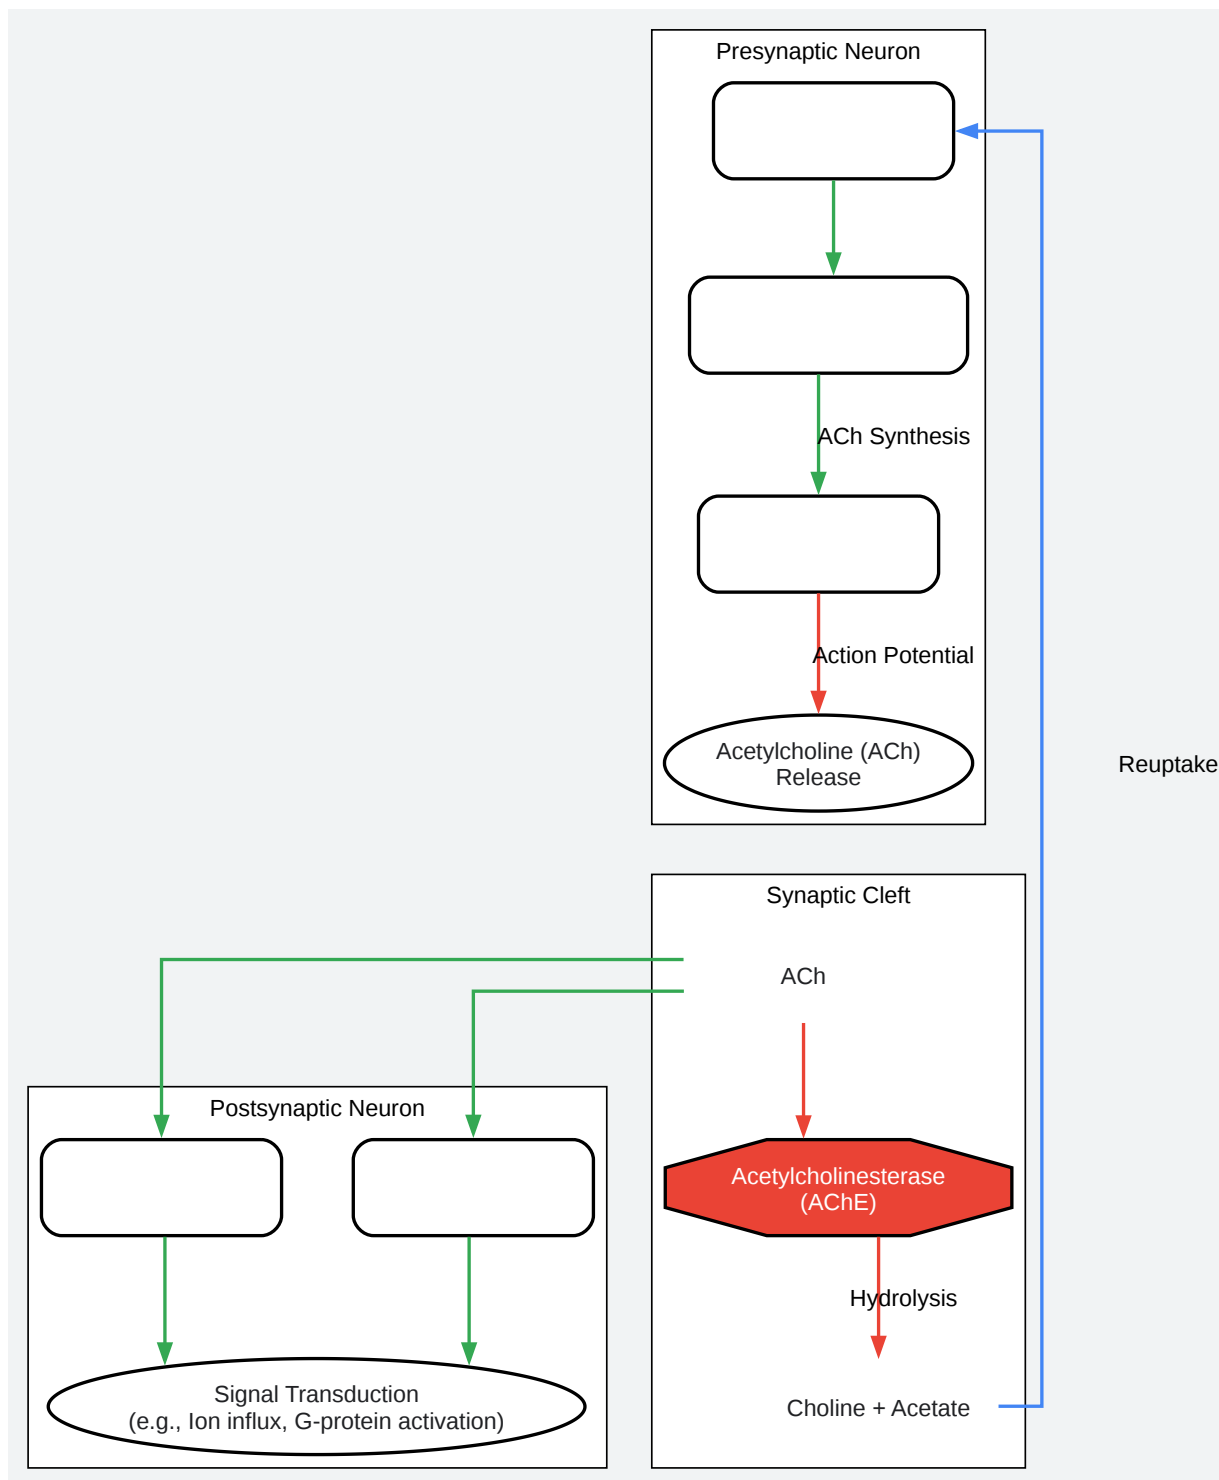 Presynaptic Neuron
ACh Synthesis
Action Potential
Acetylcholine (ACh)
Release
Reuptake
Synaptic Cleft
ACh
Postsynaptic Neuron
Acetylcholinesterase
(AChE)
Hydrolysis
Signal Transduction
(e.g., Ion influx, G-protein activation)
Choline + Acetate